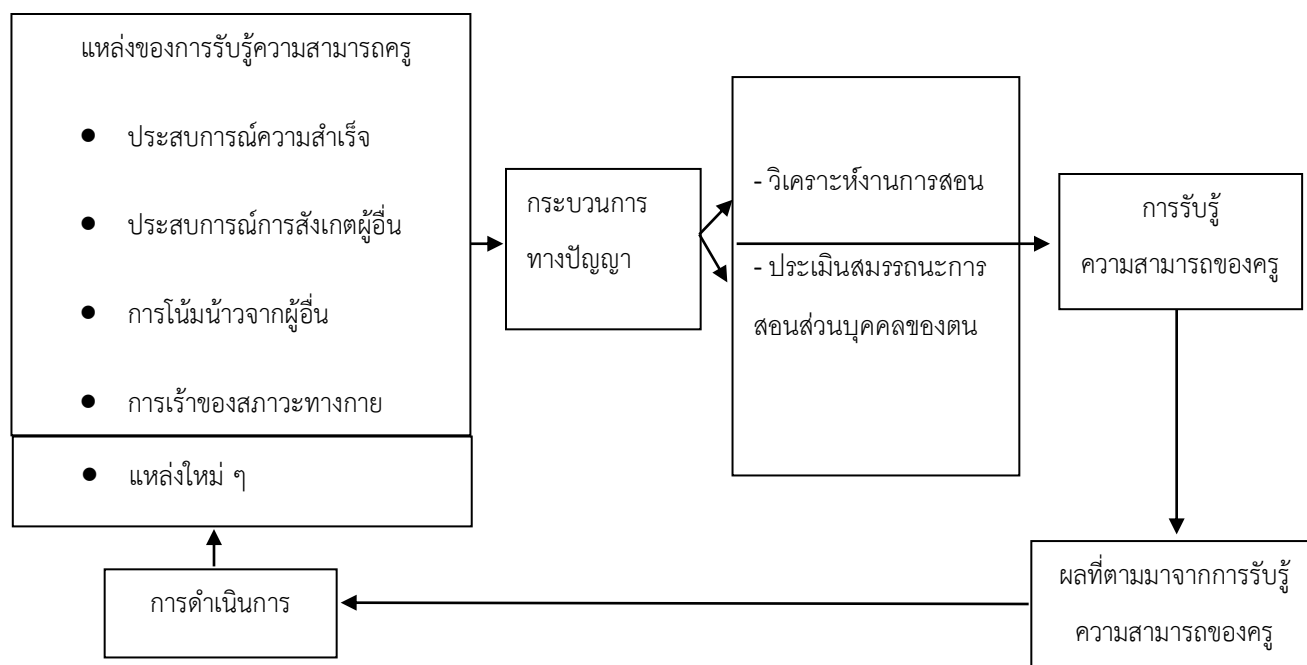 แหล่งของการรับรู้ความสามารถครู
● ประสบการณ์ความสำเร็จ
● ประสบการณ์การสังเกตผู้อื่น
● การโน้มน้าวจากผู้อื่น
● การเร้าของสภาวะทางกาย
● แหล่งใหม่ ๆ
กระบวนการ
ทางปัญญา
- วิเคราะห์งานการสอน
- ประเมินสมรรถนะการ
สอนส่วนบุคคลของตน
การรับรู้
ความสามารถของครู
ผลที่ตามมาจากการรับรู้
ความสามารถของครู
การดำเนินการ